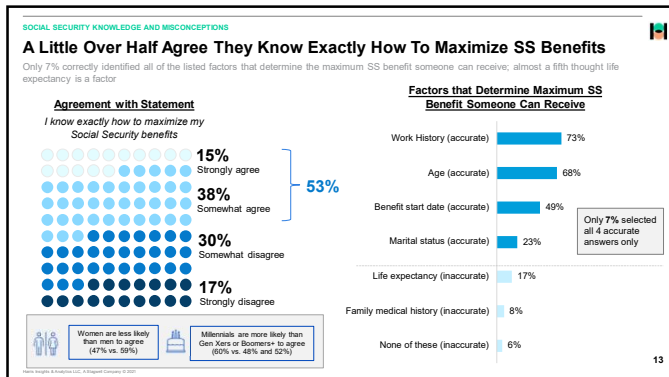 SOCIAL SECURITY KNOWLEDGE AND MISCONCEPTIONS
A Little Over Half Agree They Know Exactly How To Maximize SS Benefits
Only 7% correctly identified all of the listed factors that determine the maximum SS benefit someone can receive; almost a fifth thought life
expectancy is a factor
Agreement with Statement
I know exactly how to maximize my
Social Security benefits
15%
Strongly agree
38%
Somewhat agree
53%
30%
Somewhat disagree
17%
Strongly disagree
Women are less likely
than men to agree
(47% vs. 59%)
Millennials are more likely than
Gen Xers or Boomers+ to agree
(60% vs. 48% and 52%)
Factors that Determine Maximum SS
Benefit Someone Can Receive
Work History (accurate) 73%
Age (accurate) 68%
Benefit start date (accurate) 49%
Marital status (accurate) 23%
Life expectancy (inaccurate) 17%
Family medical history (inaccurate) 8%
None of these (inaccurate) 6%
Only 7% selected
all 4 accurate
answers only
Harris Insights & Analytics LLC, A Stagwell Company © 2021
13